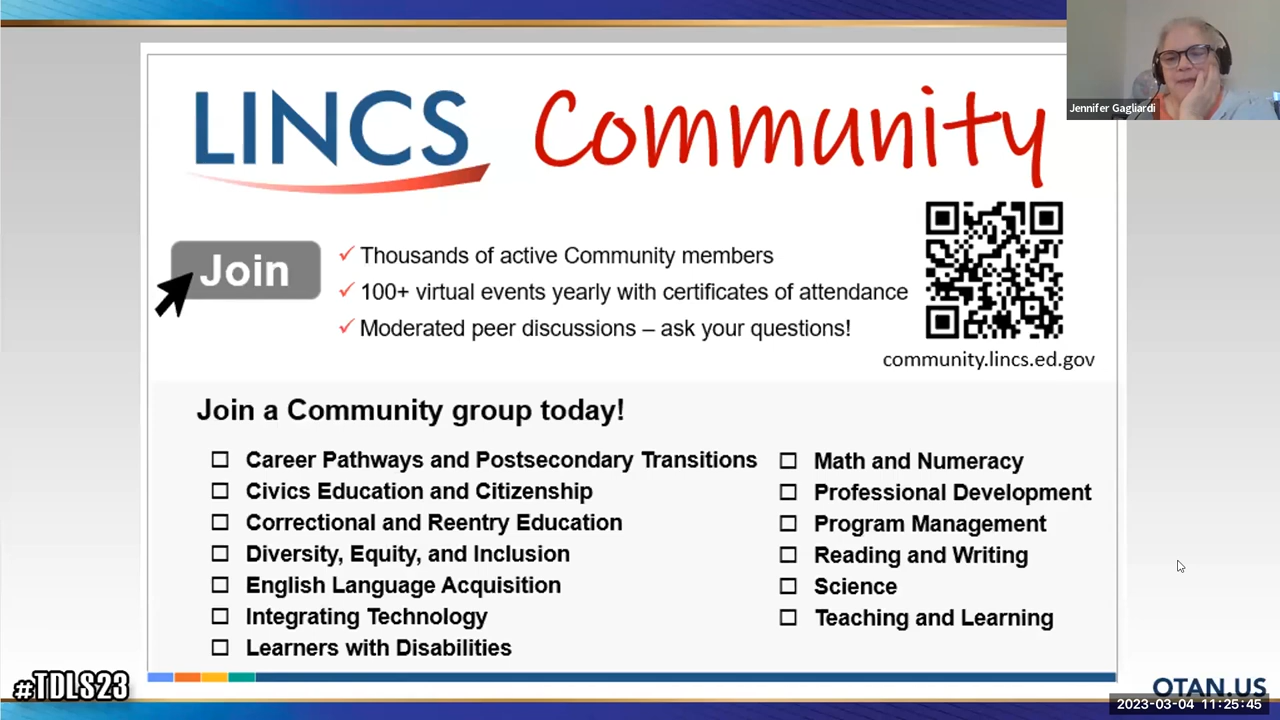 LINCS Community
Jennifer Gagliardi
Join
✓ Thousands of active Community members
✓ 100+ virtual events yearly with certificates of attendance
✓ Moderated peer discussions – ask your questions!
community.lincs.ed.gov
Join a Community group today!
☐ Career Pathways and Postsecondary Transitions
☐ Civics Education and Citizenship
☐ Correctional and Reentry Education
☐ Diversity, Equity, and Inclusion
☐ English Language Acquisition
☐ Integrating Technology
☐ Learners with Disabilities
☐ Math and Numeracy
☐ Professional Development
☐ Program Management
☐ Reading and Writing
☐ Science
☐ Teaching and Learning
#TDLS23
OTAN.US
2023-03-04 11:25:45